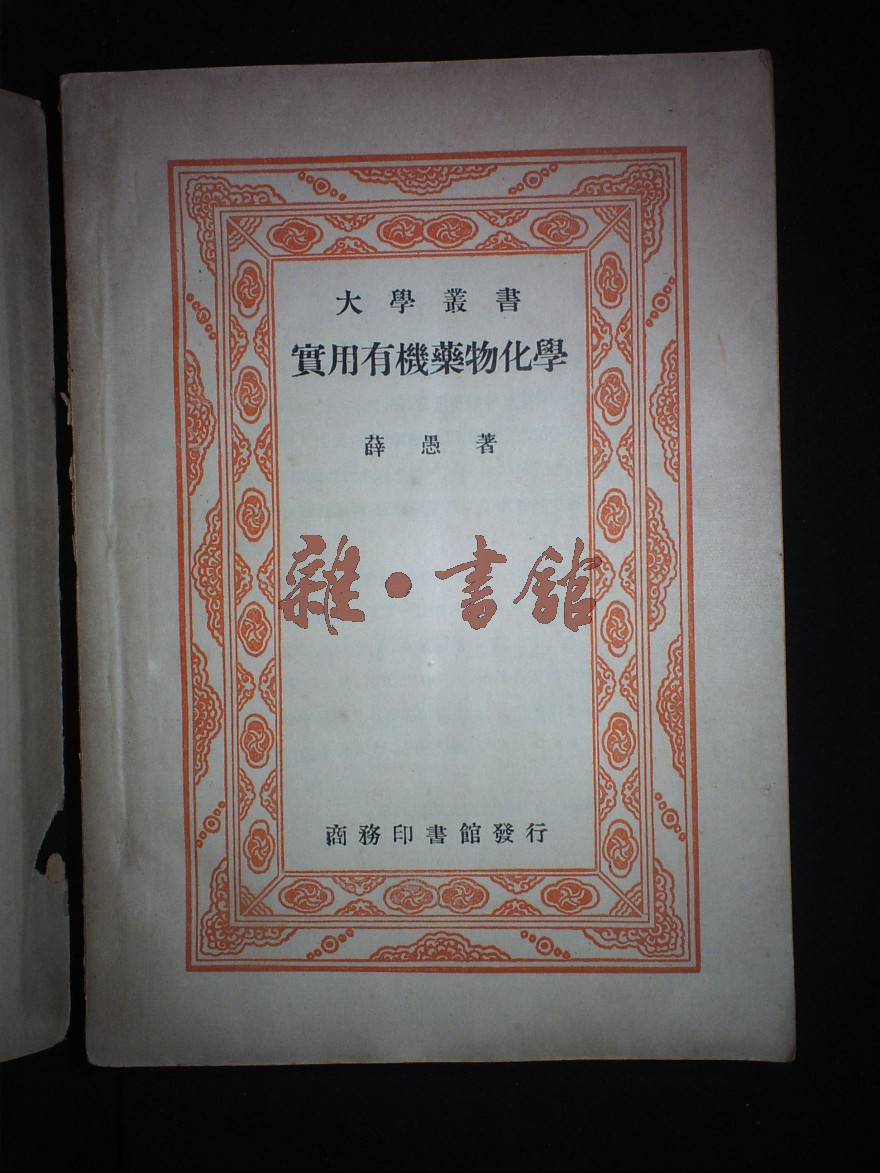 大學叢書
實用有機藥物化學
薛愚著
雜·書館
商務印書館發行